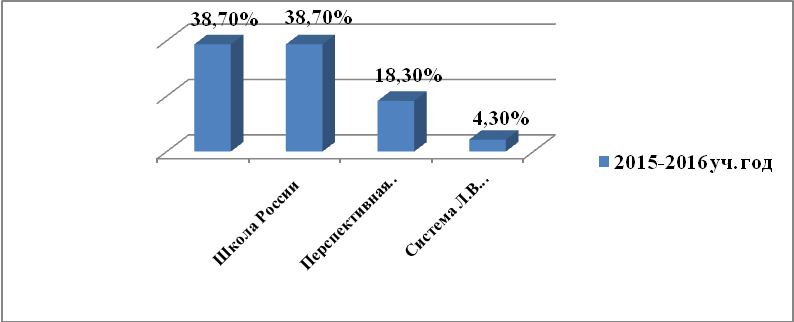 38,70%
38,70%
18,30%
4,30%
2015-2016уч.год
Школа России
Перспективная..
Система Л.В...